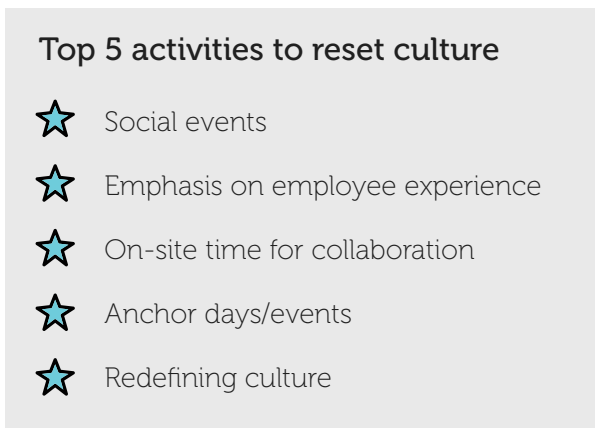 Top 5 activities to reset culture
Social events
Emphasis on employee experience
On-site time for collaboration
Anchor days/events
Redefining culture